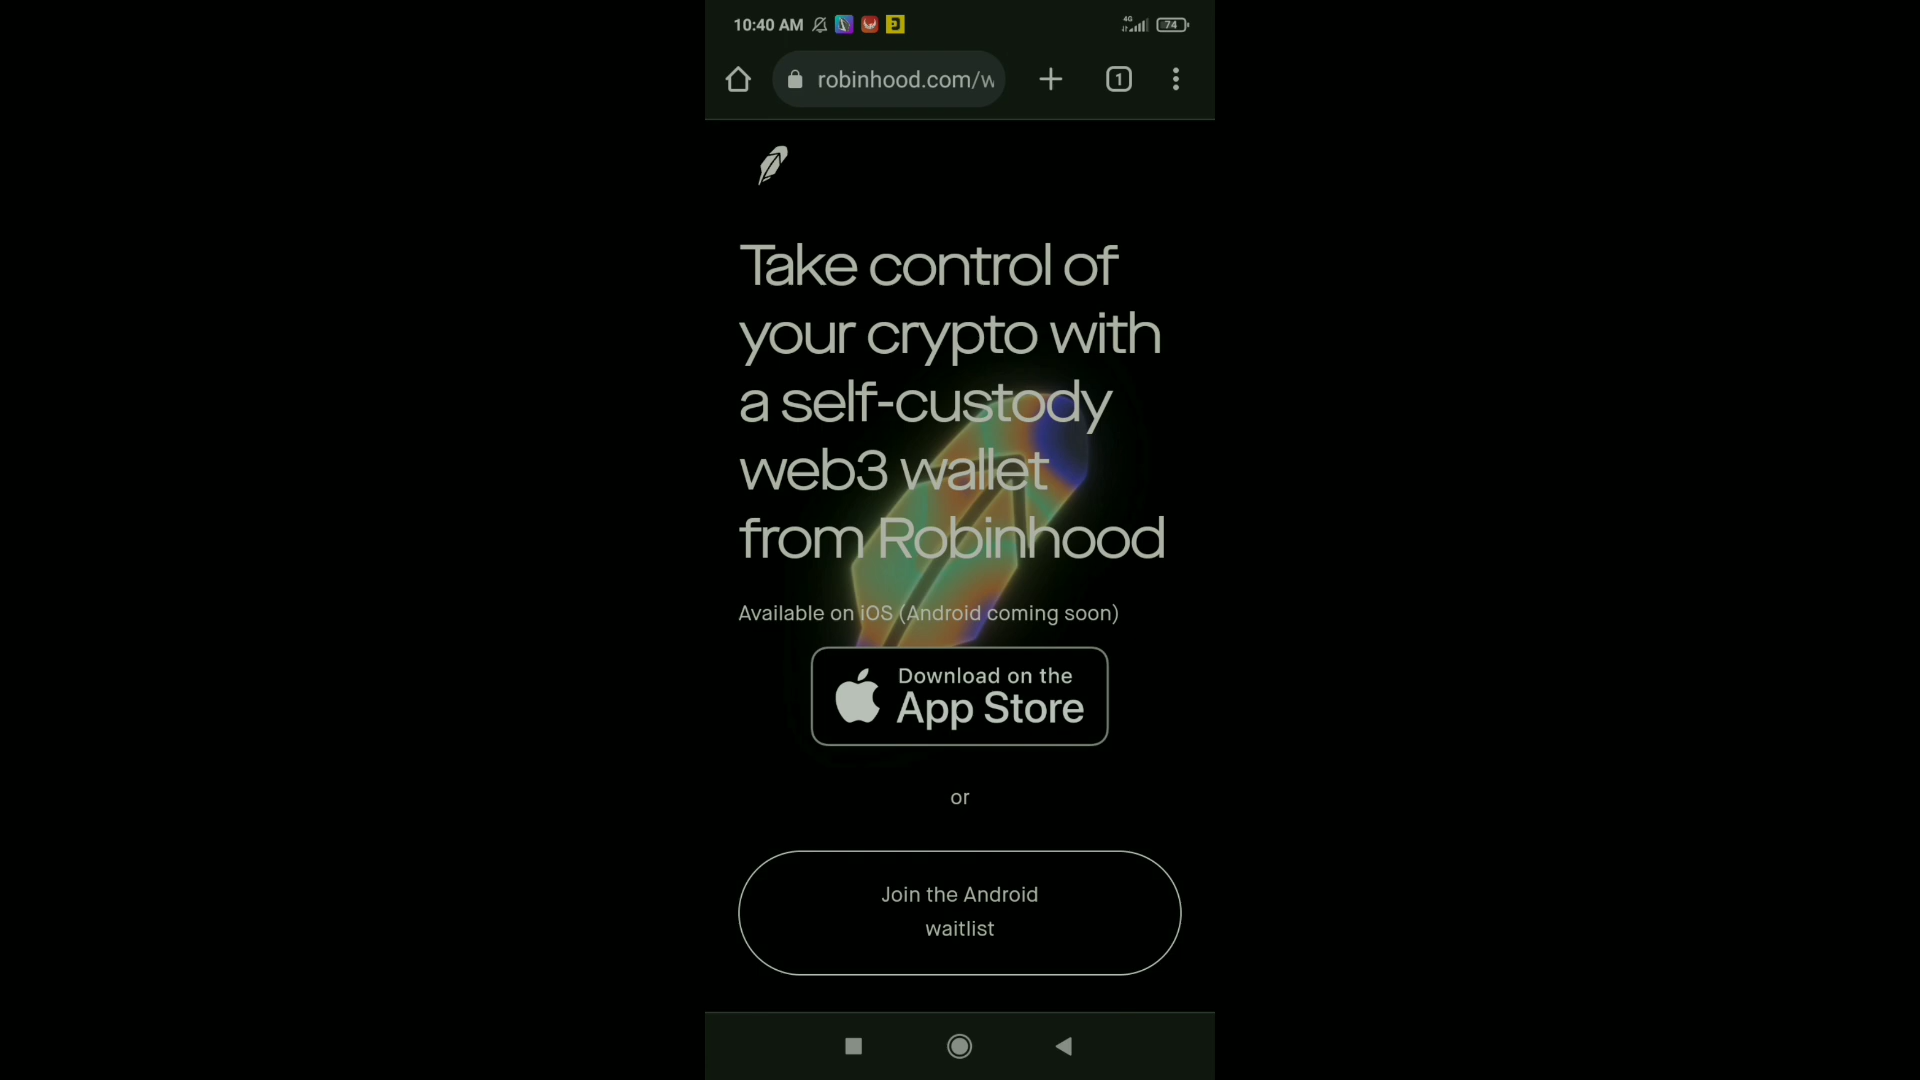 10:40 AM
4G
74
robinhood.com/w
1
Take control of
your crypto with
a self-custody
web3 wallet
from Robinhood
Available on iOS (Android coming soon)
Download on the
App Store
or
Join the Android
waitlist